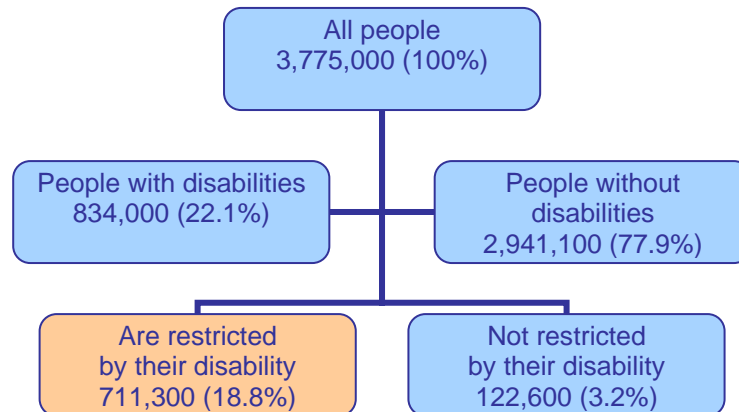 All people
3,775,000 (100%)
People with disabilities
834,000 (22.1%)
People without
disabilities
2,941,100 (77.9%)
Are restricted
by their disability
711,300 (18.8%)
Not restricted
by their disability
122,600 (3.2%)